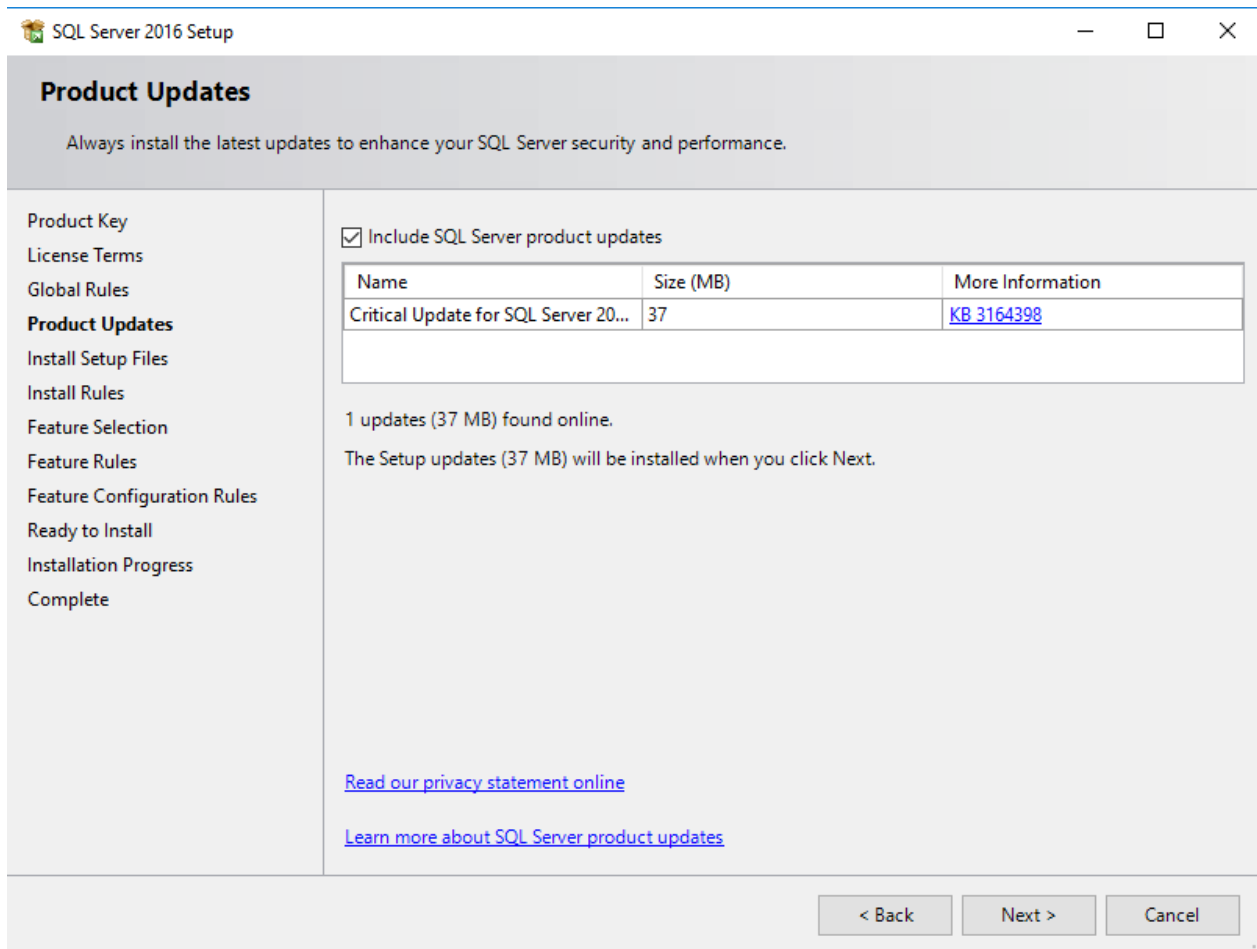 SQL Server 2016 Setup
Product Updates
Always install the latest updates to enhance your SQL Server security and performance.
Product Key
License Terms
Global Rules
Product Updates
Install Setup Files
Install Rules
Feature Selection
Feature Rules
Feature Configuration Rules
Ready to Install
Installation Progress
Complete
Include SQL Server product updates
Name Size (MB) More Information
Critical Update for SQL Server 20... 37 KB 3164398
1 updates (37 MB) found online.
The Setup updates (37 MB) will be installed when you click Next.
Read our privacy statement online
Learn more about SQL Server product updates
< Back Next > Cancel